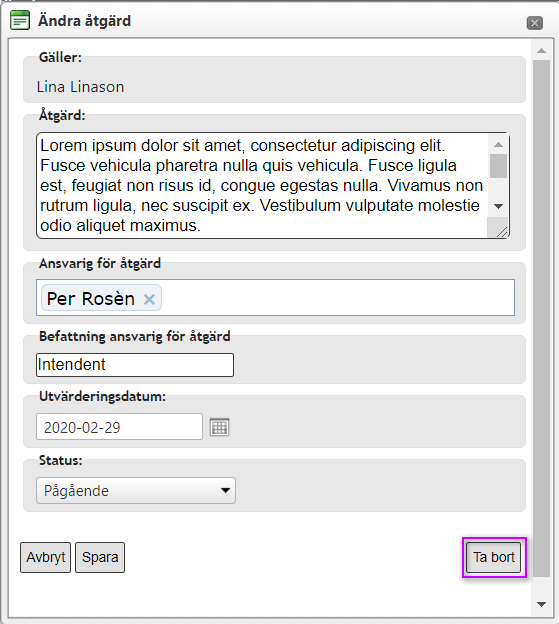 Ändra åtgärd
Gäller:
Lina Linason
Åtgärd:
Lorem ipsum dolor sit amet, consectetur adipiscing elit.
Fusce vehicula pharetra nulla quis vehicula. Fusce ligula
est, feugiat non risus id, congue egestas nulla. Vivamus non
rutrum ligula, nec suscipit ex. Vestibulum vulputate molestie
odio aliquet maximus.
Ansvarig för åtgärd
Per Rosèn
Befattning ansvarig för åtgärd
Intendent
Utvärderingsdatum:
2020-02-29
Status:
Pågående
Avbryt Spara Ta bort